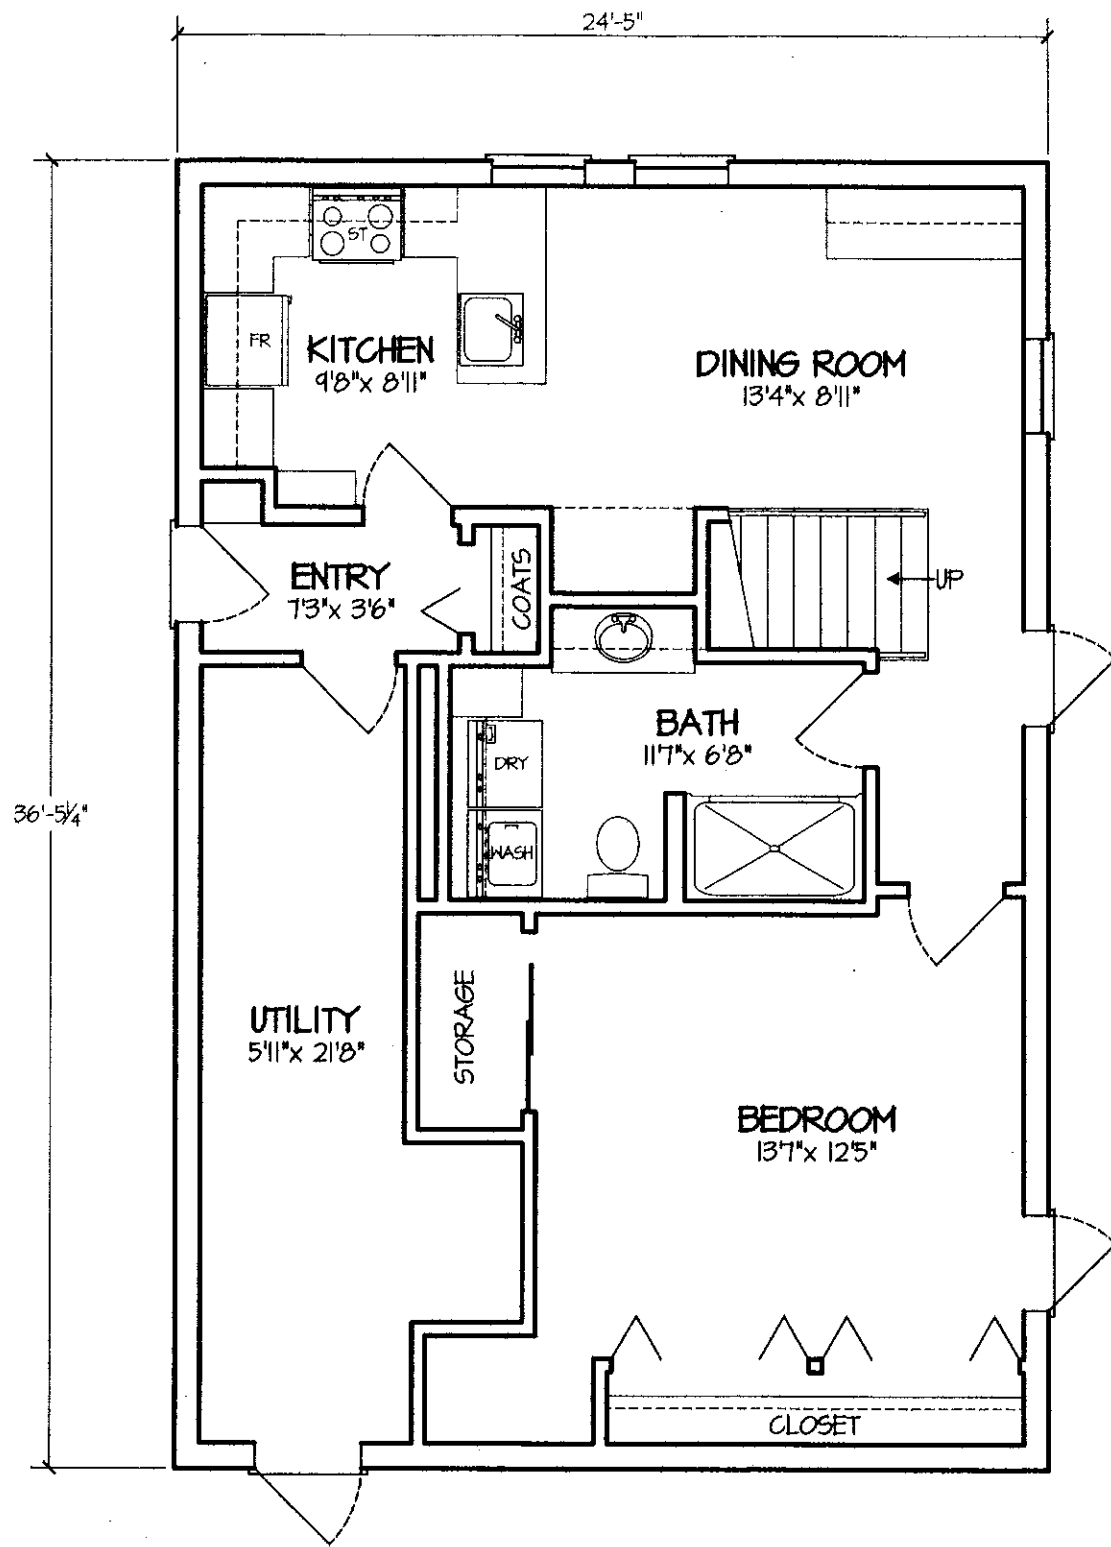 24'-5"
ST
FR
KITCHEN
9'8"x 8'11"
DINING ROOM
13'4"x 8'11"
ENTRY
7'3"x 3'6"
COATS
UP
BATH
11'7"x 6'8"
DRY
WASH
36'-5¼"
STORAGE
UTILITY
5'11"x 21'8"
BEDROOM
13'7"x 12'5"
CLOSET